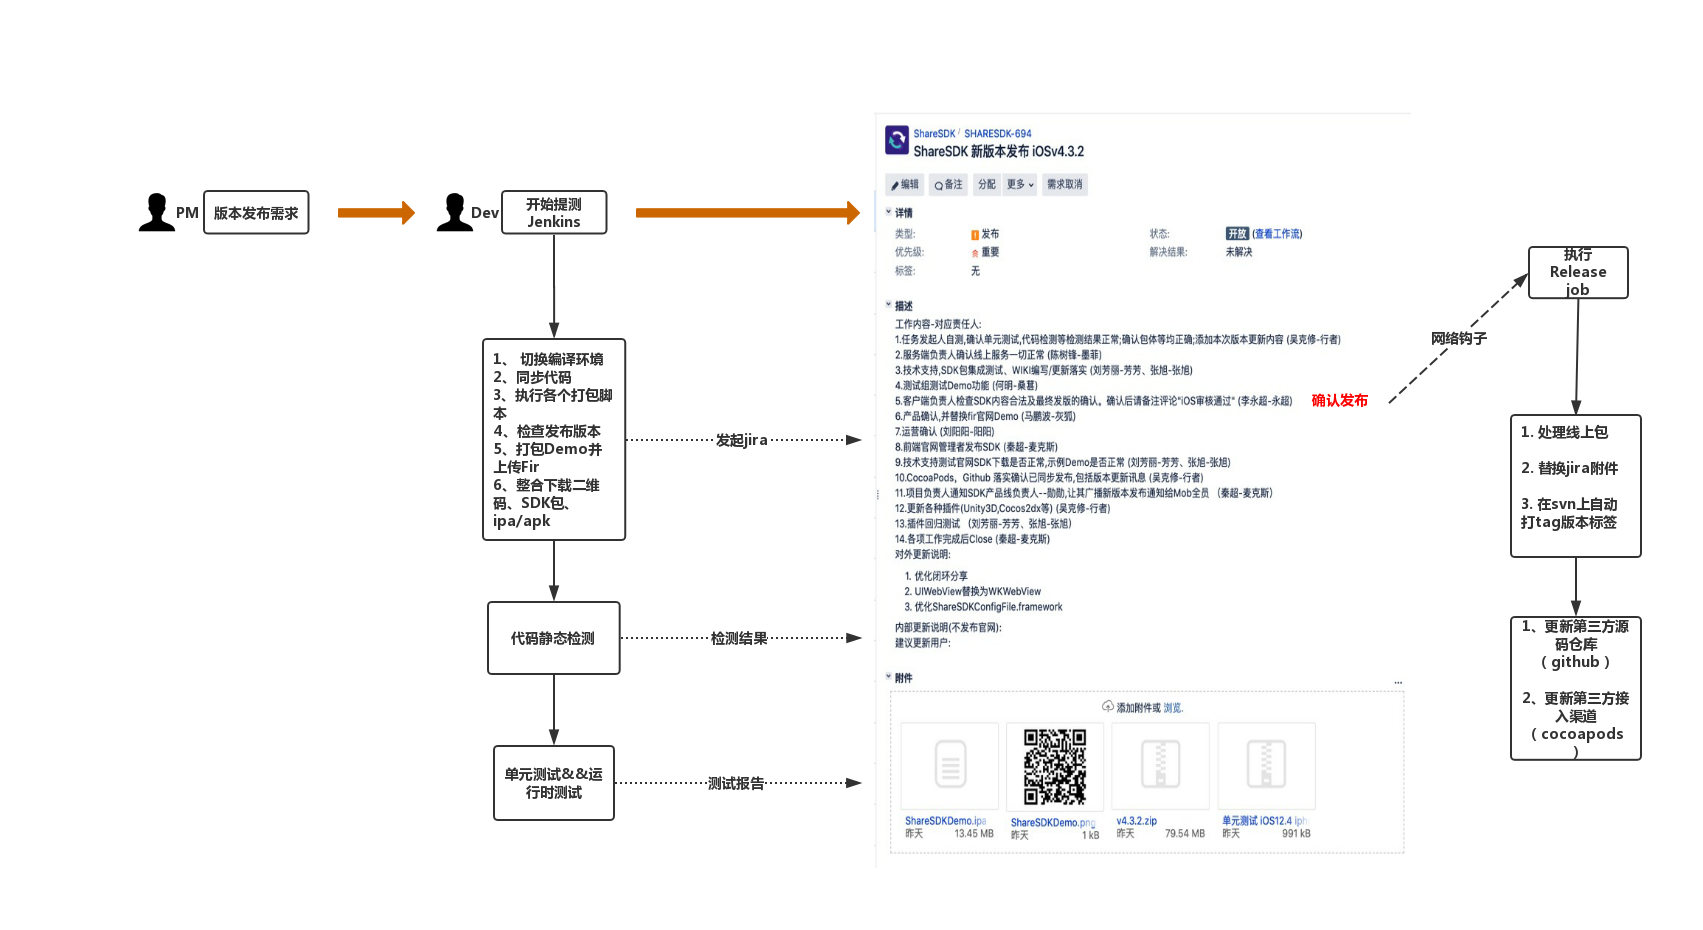 PM
版本发布需求
Dev
开始提测
Jenkins
1、 切换编译环境
2、同步代码
3、执行各个打包脚
本
4、检查发布版本
5、打包Demo并
上传Fir
6、整合下载二维
码、SDK包、
ipa/apk
发起jira
代码静态检测
检测结果
单元测试&&运
行时测试
测试报告
ShareSDK / SHARESDK-694
ShareSDK 新版本发布 iOSv4.3.2
编辑 备注 分配 更多 需求取消
详情
类型: 发布 状态: 开放 (查看工作流)
优先级: 重要 解决结果: 未解决
标签: 无
描述
工作内容-对应责任人:
1.任务发起人自测,确认单元测试,代码检测等检测结果正常;确认包体等均正确;添加本次版本更新内容 (吴克修-行者)
2.服务端负责人确认线上服务一切正常 (陈树锋-墨菲)
3.技术支持,SDK包集成测试、WIKI编写/更新落实 (刘芳丽-芳芳、张旭-张旭)
4.测试组测试Demo功能 (何明-桑葚)
5.客户端负责人检查SDK内容合法及最终发版的确认。确认后请备注评论"iOS审核通过" (李永超-永超)
6.产品确认,并替换fir官网Demo (马鹏波-灰狐)
7.运营确认 (刘阳阳-阳阳)
8.前端官网管理者发布SDK (秦超-麦克斯)
9.技术支持测试官网SDK下载是否正常,示例Demo是否正常 (刘芳丽-芳芳、张旭-张旭)
10.CocoaPods，Github 落实确认已同步发布,包括版本更新讯息 (吴克修-行者)
11.项目负责人通知SDK产品线负责人--勋勋,让其广播新版本发布通知给Mob全员 （秦超-麦克斯）
12.更新各种插件(Unity3D,Cocos2dx等) (吴克修-行者)
13.插件回归测试 （刘芳丽-芳芳、张旭-张旭）
14.各项工作完成后Close (秦超-麦克斯)
对外更新说明:
1. 优化闭环分享
2. UIWebView替换为WKWebView
3. 优化ShareSDKConfigFile.framework
内部更新说明(不发布官网):
建议更新用户:
附件
...
添加附件或 浏览.
ShareSDKDemo.ipa
昨天 13.45 MB
ShareSDKDemo.png
昨天 1 kB
v4.3.2.zip
昨天 79.54 MB
单元测试 iOS12.4 iph
昨天 991 kB
确认发布
网络钩子
执行
Release
job
1. 处理线上包
2. 替换jira附件
3. 在svn上自动
打tag版本标签
1、更新第三方源
码仓库
（ github ）
2、更新第三方接
入渠道
（ cocoapods
）